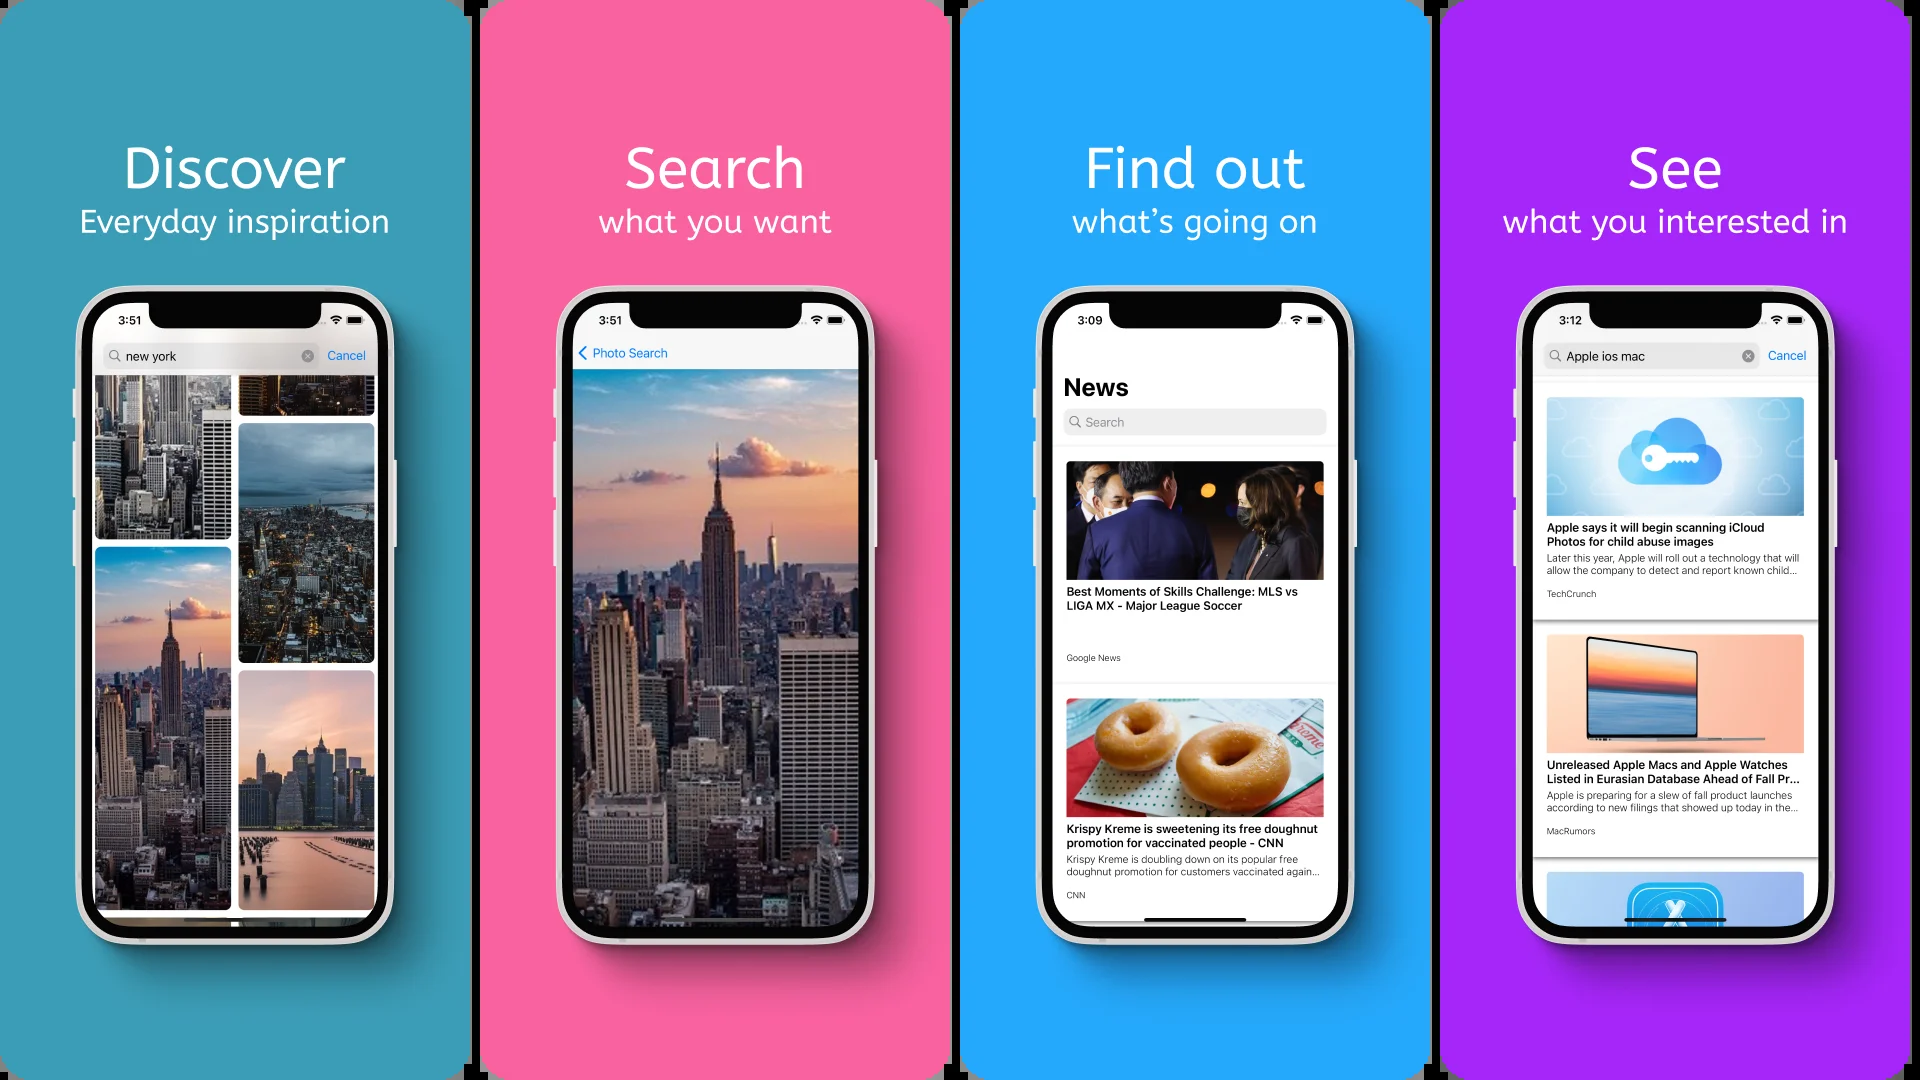 Discover
Everyday inspiration
3:51
new york
Cancel
Search
what you want
3:51
Photo Search
Find out
what's going on
3:09
News
Search
Best Moments of Skills Challenge: MLS vs
LIGA MX - Major League Soccer
Google News
Krispy Kreme is sweetening its free doughnut
promotion for vaccinated people - CNN
Krispy Kreme is doubling down on its popular free
doughnut promotion for customers vaccinated again...
CNN
See
what you interested in
3:12
Apple ios mac
Cancel
Apple says it will begin scanning iCloud
Photos for child abuse images
Later this year, Apple will roll out a technology that will
allow the company to detect and report known child...
TechCrunch
Unreleased Apple Macs and Apple Watches
Listed in Eurasian Database Ahead of Fall Pr...
Apple is preparing for a slew of fall product launches
according to new filings that showed up today in the...
MacRumors